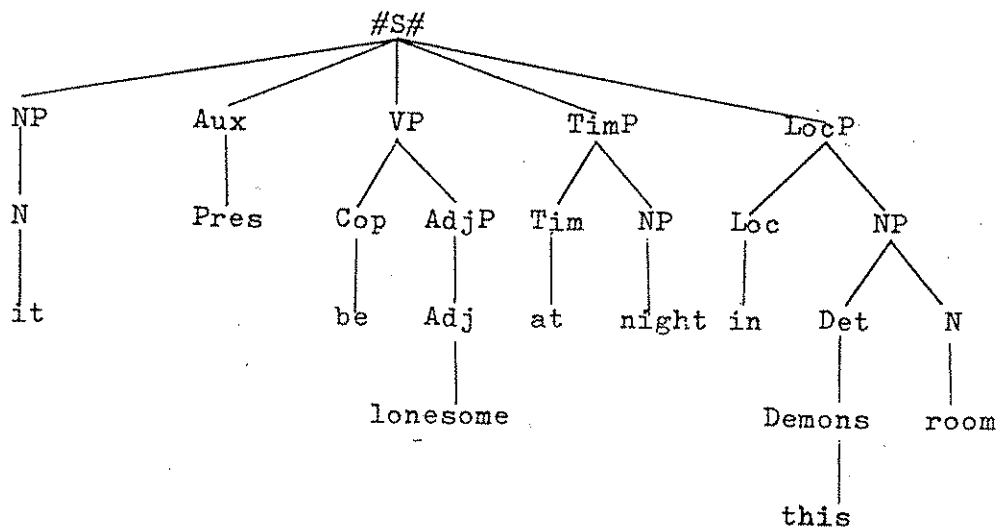 #S#
NP Aux VP TimP LocP
N Pres Cop AdjP Tim NP Loc NP
it be Adj at night in Det N
lonesome Demons room
this